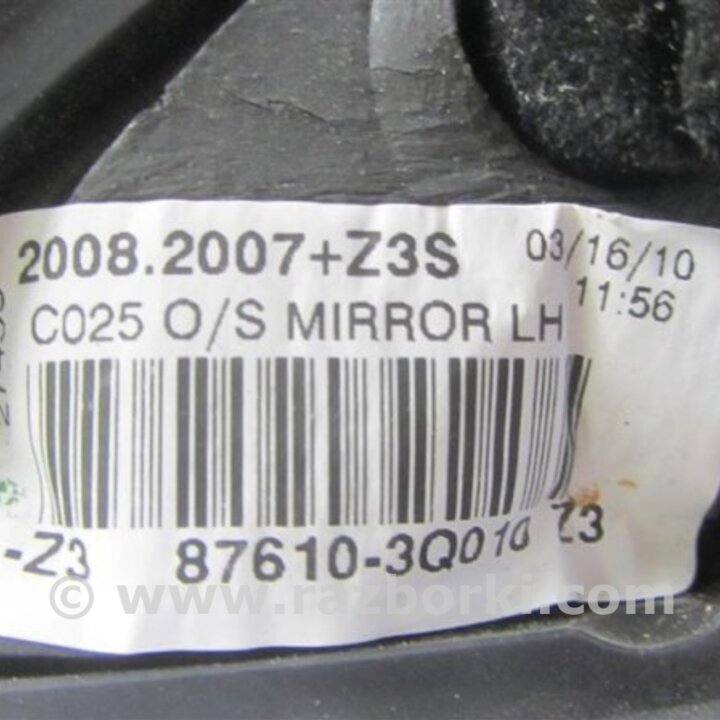 2008.2007+Z3S
03/16/10
11:56
C025 O/S MIRROR LH
-Z3 87610-3Q010 Z3
© www.razborki.com